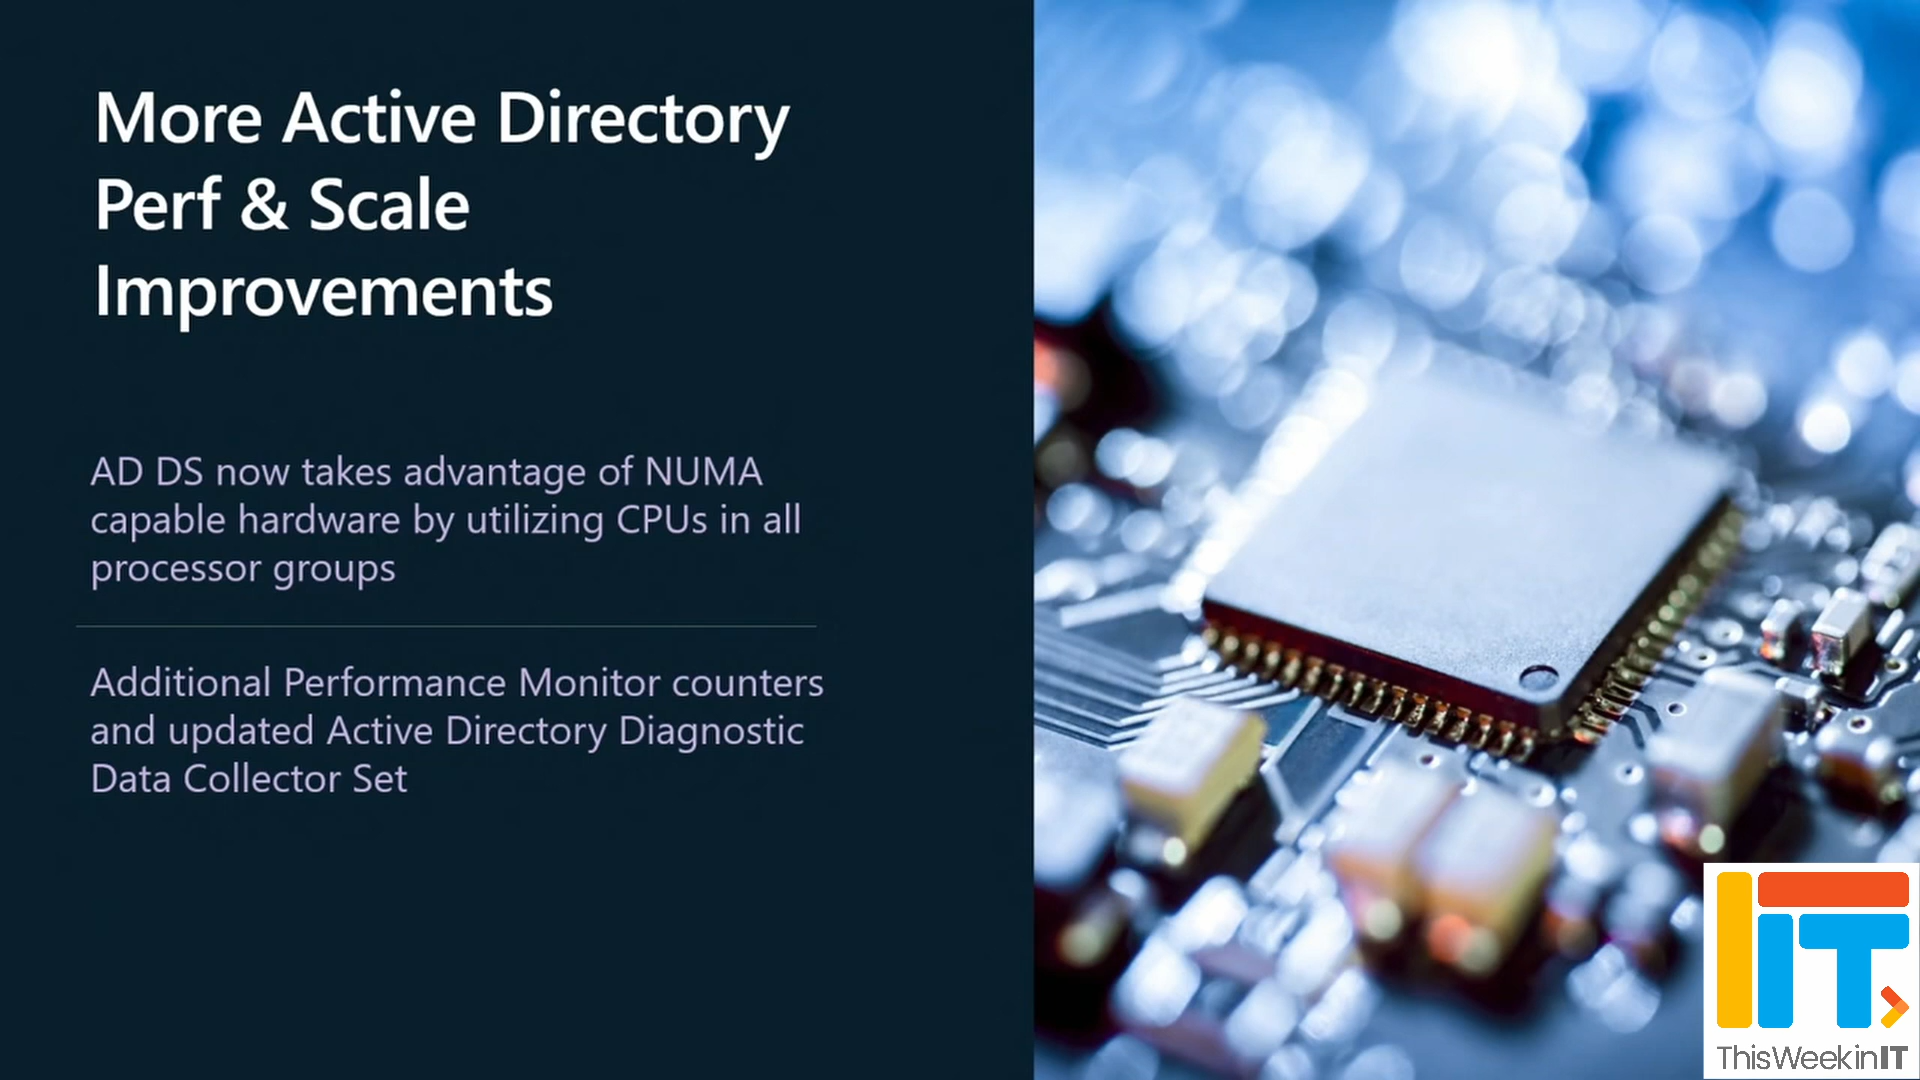 More Active Directory
Perf & Scale
Improvements
AD DS now takes advantage of NUMA
capable hardware by utilizing CPUs in all
processor groups
Additional Performance Monitor counters
and updated Active Directory Diagnostic
Data Collector Set
IT
ThisWeekinIT